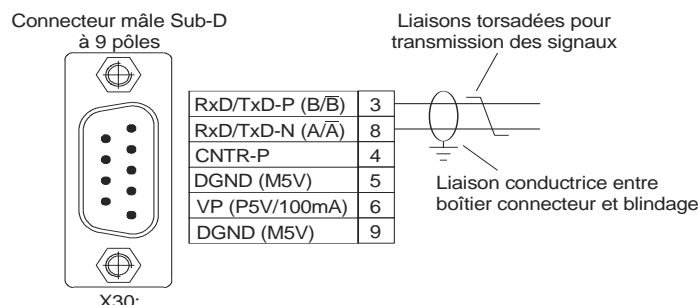 Connecteur mâle Sub-D
à 9 pôles
Liaisons torsadées pour
transmission des signaux
RxD/TxD-P (B/B̅) 3
RxD/TxD-N (A/A̅) 8
CNTR-P 4
DGND (M5V) 5
VP (P5V/100mA) 6
DGND (M5V) 9
Liaison conductrice entre
boîtier connecteur et blindage
X30: